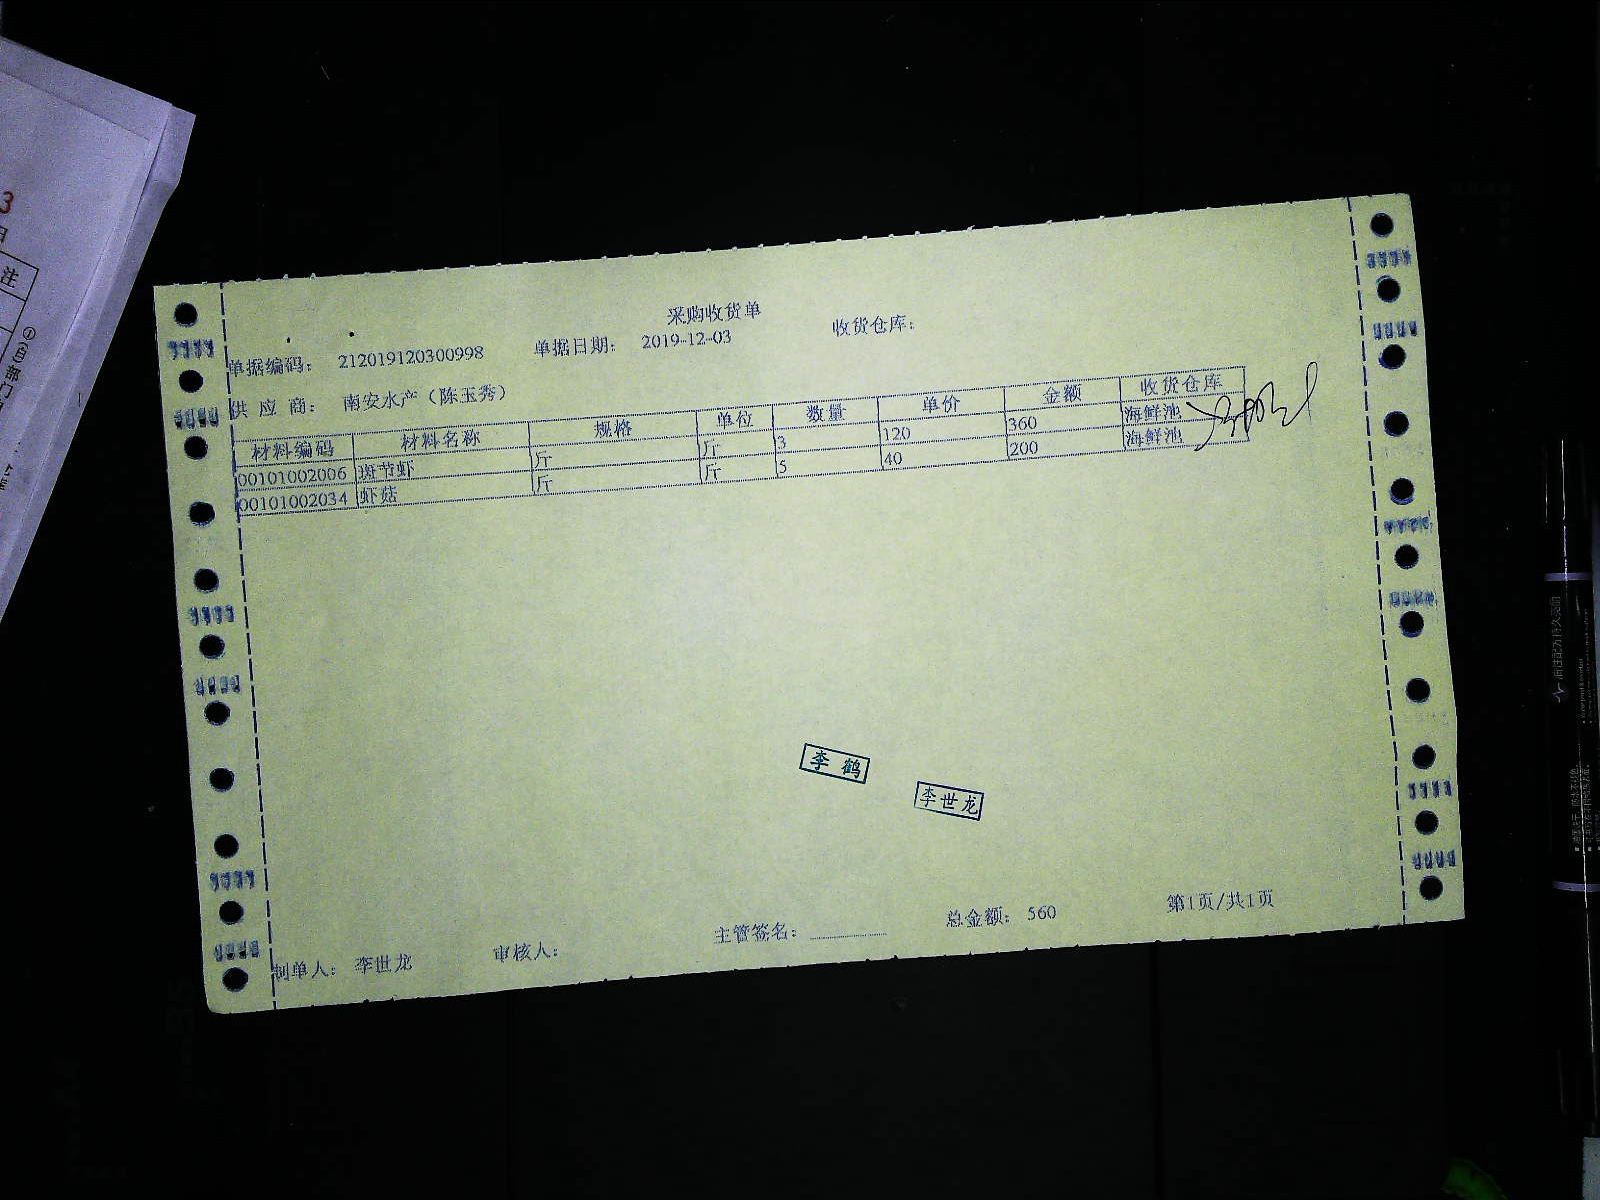 采购收货单
单据编码： 212019120300998 单据日期： 2019-12-03 收货仓库：
供 应 商： 南安水产（陈玉秀）
材料编码 材料名称 规格 单位 数量 单价 金额 收货仓库
00101002006 斑节虾 斤 斤 3 120 360 海鲜池
00101002034 虾菇 斤 斤 5 40 200 海鲜池
李 鹤
李世龙
制单人： 李世龙 审核人： 主管签名： 总金额： 560 第1页/共1页
3
日
注